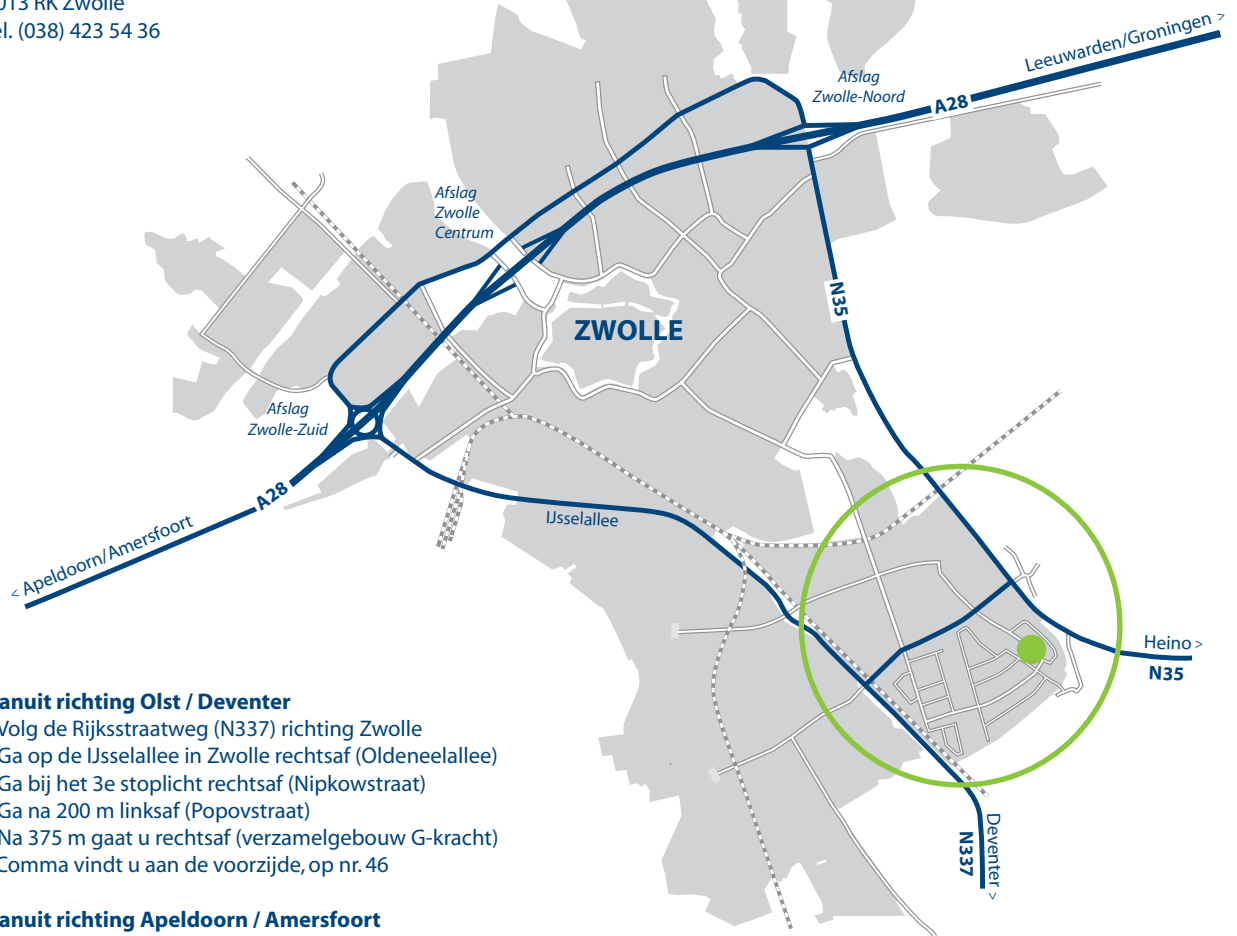 013 RK Zwolle
el. (038) 423 54 36
Leeuwarden/Groningen >
Afslag
Zwolle-Noord
A28
Afslag
Zwolle
Centrum
N35
ZWOLLE
Afslag
Zwolle-Zuid
A28
IJsselallee
< Apeldoorn/Amersfoort
Heino >
N35
Deventer >
N337
anuit richting Olst / Deventer
Volg de Rijksstraatweg (N337) richting Zwolle
Ga op de IJsselallee in Zwolle rechtsaf (Oldeneelallee)
Ga bij het 3e stoplicht rechtsaf (Nipkowstraat)
Ga na 200 m linksaf (Popovstraat)
Na 375 m gaat u rechtsaf (verzamelgebouw G-kracht)
Comma vindt u aan de voorzijde, op nr. 46
anuit richting Apeldoorn / Amersfoort